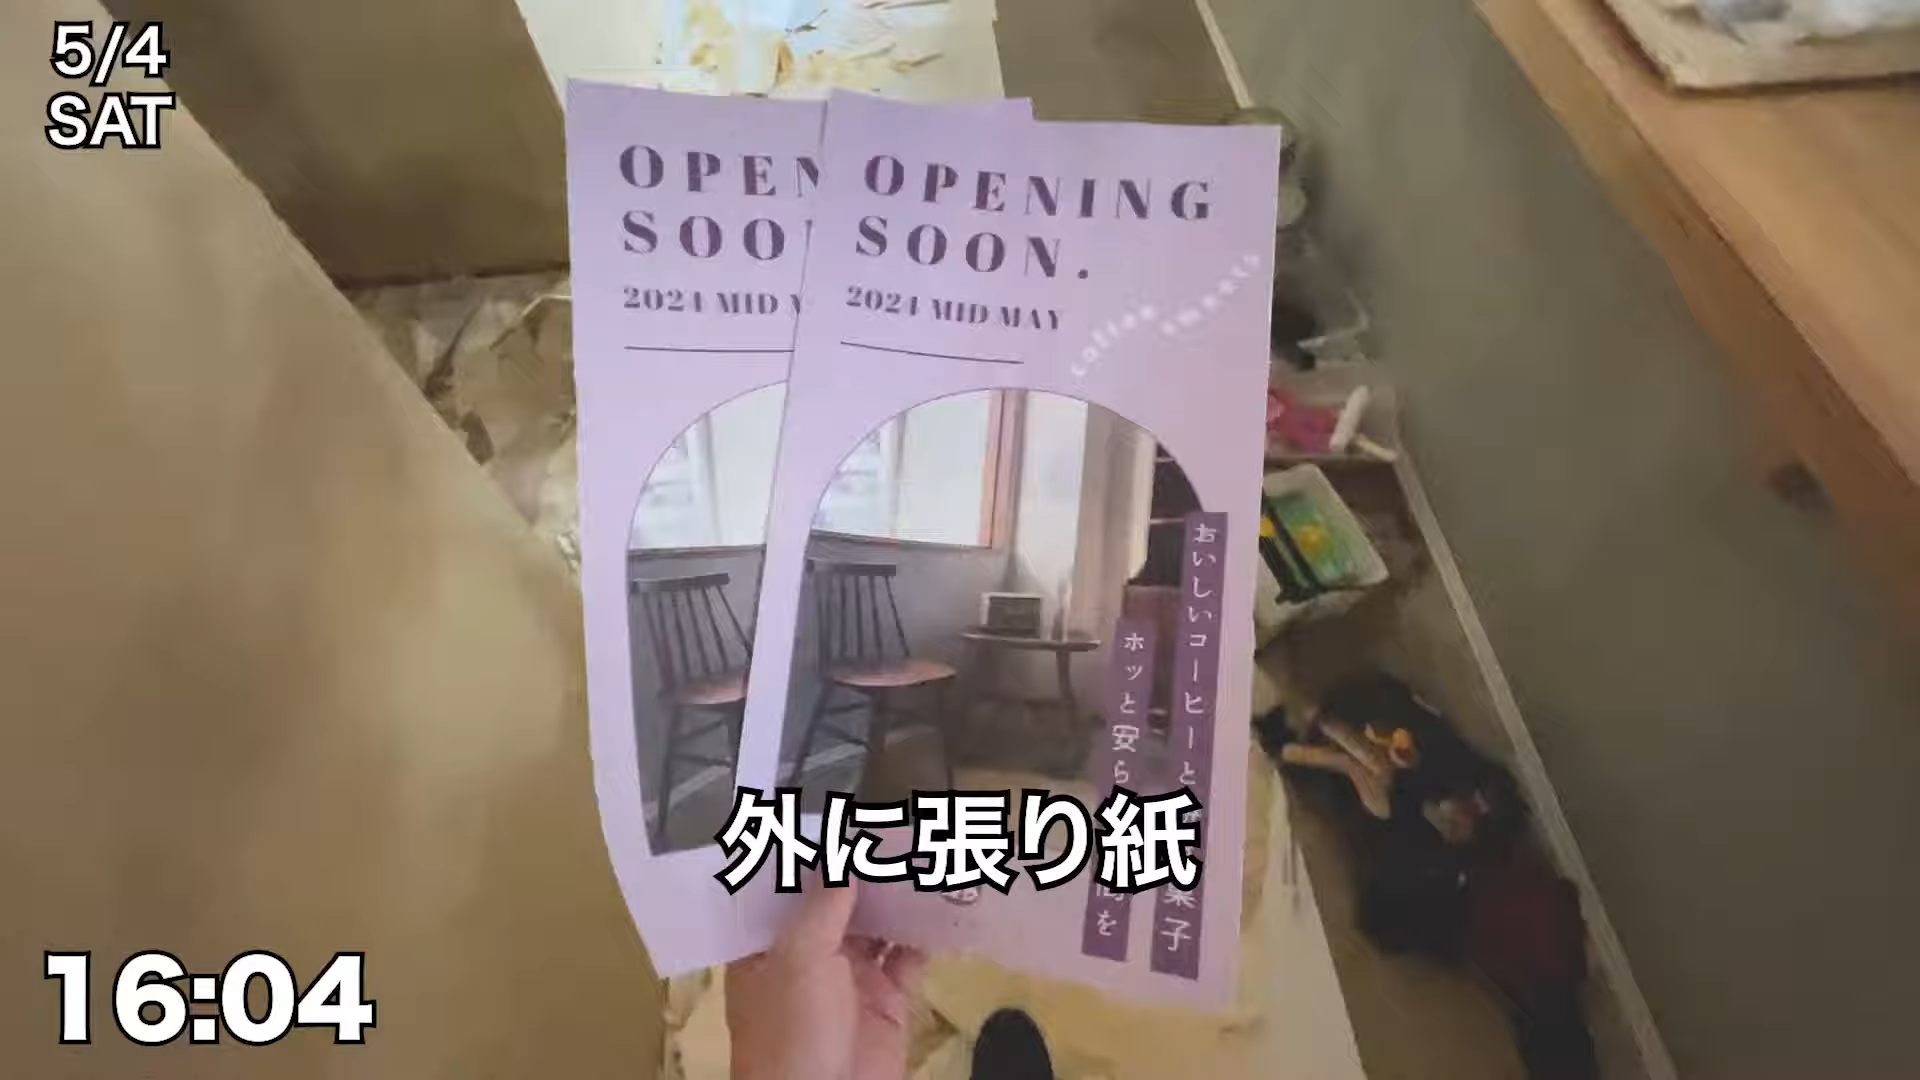 5/4
SAT
OPEN
SOO
2024 MID
OPENING
SOON.
2024 MID MAY
coffee
sweets
おいしいコーヒーと
菓子
ホッと安ら
を
外に張り紙
16:04